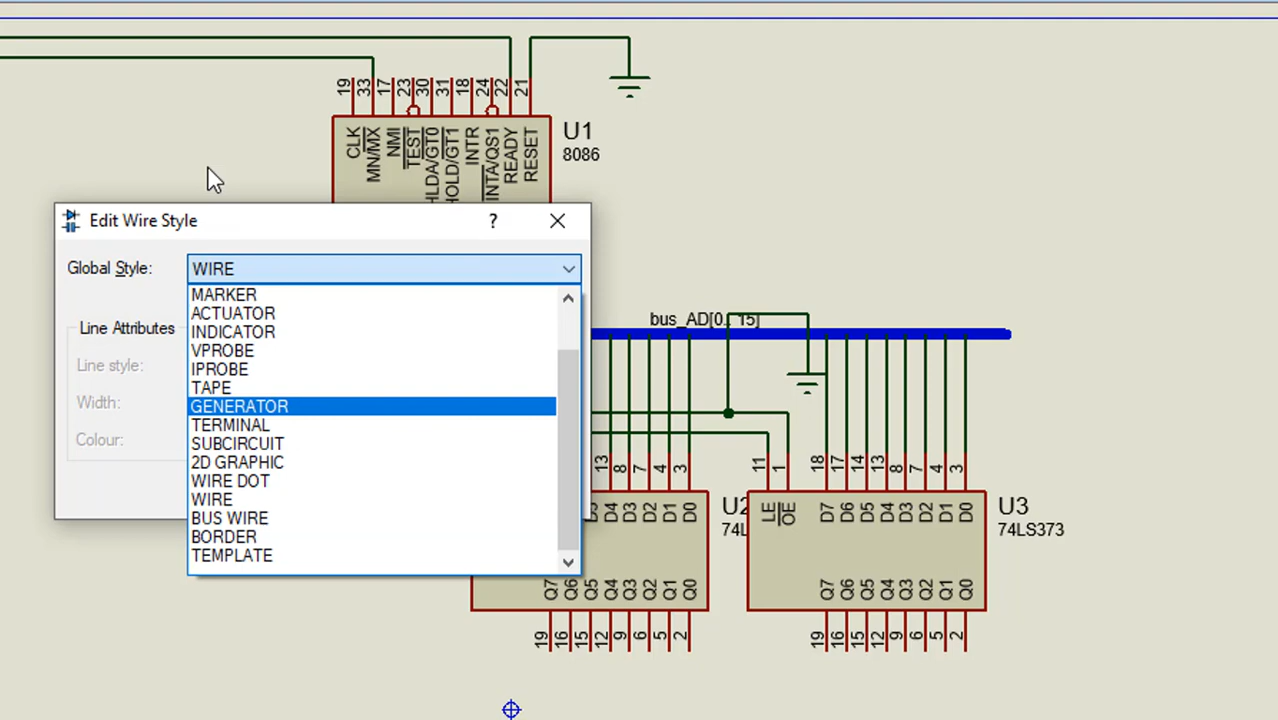 19 33 17 23 30 31 18 24 22 21
CLK MN/MX NMI TEST HLDA/GT0 HOLD/GT1 INTR INTA/QS1 READY RESET
U1
8086
Edit Wire Style
?
Global Style:
WIRE
MARKER
ACTUATOR
INDICATOR
VPROBE
IPROBE
TAPE
GENERATOR
TERMINAL
SUBCIRCUIT
2D GRAPHIC
WIRE DOT
WIRE
BUS WIRE
BORDER
TEMPLATE
Line Attributes
Line style:
Width:
Colour:
bus_AD[0..15]
13 8 7 4 3
D3 D4 D3 D2 D1 D0
U2
74L
Q7 Q6 Q5 Q4 Q3 Q2 Q1 Q0
19 16 15 12 9 6 5 2
11 1 18 17 14 13 8 7 4 3
LE OE D7 D6 D5 D4 D3 D2 D1 D0
U3
74LS373
Q7 Q6 Q5 Q4 Q3 Q2 Q1 Q0
19 16 15 12 9 6 5 2